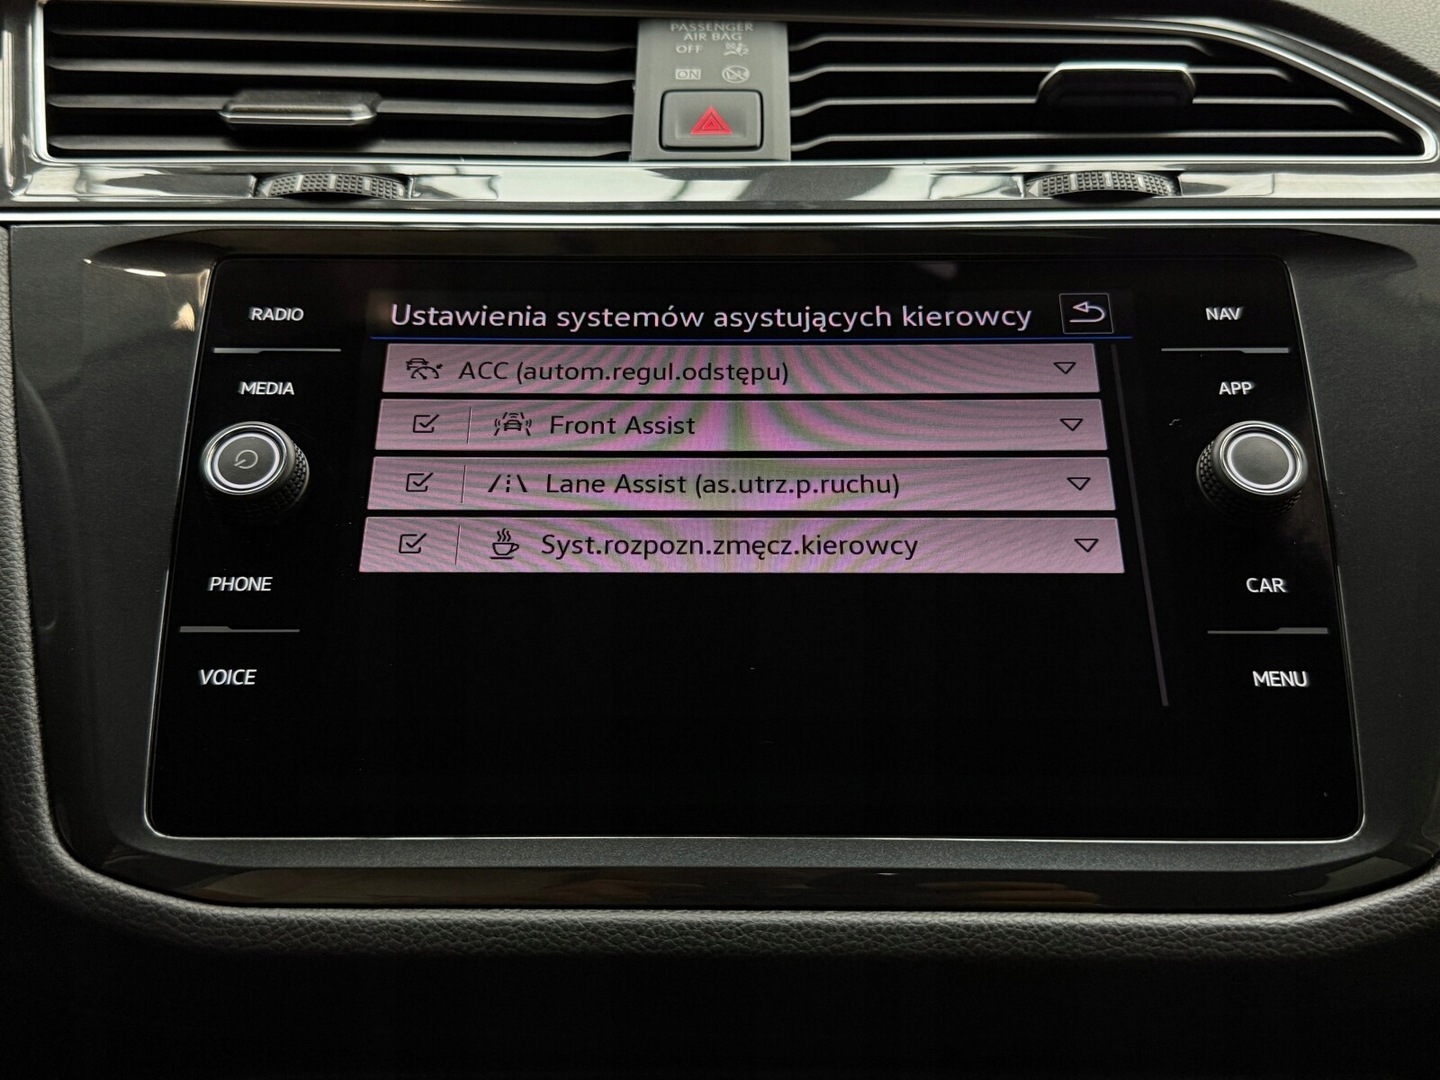 PASSENGER
AIR BAG
OFF
ON
RADIO
MEDIA
PHONE
VOICE
Ustawienia systemów asystujących kierowcy
ACC (autom.regul.odstępu)
Front Assist
Lane Assist (as.utrz.p.ruchu)
Syst.rozpozn.zmęcz.kierowcy
NAV
APP
CAR
MENU